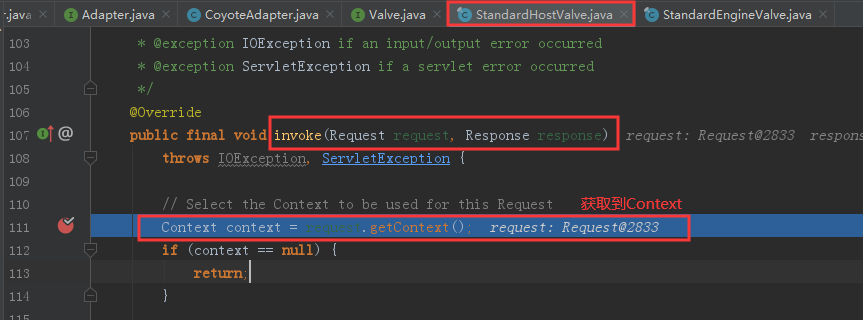 r.java Adapter.java CoyoteAdapter.java Valve.java StandardHostValve.java StandardEngineValve.java
103 * @exception IOException if an input/output error occurred
104 * @exception ServletException if a servlet error occurred
105 */
106 @Override
107 public final void invoke(Request request, Response response) request: Request@2833 respons
108 throws IOException, ServletException {
109
110 // Select the Context to be used for this Request 获取到Context
111 Context context = .getContext(); request: Request@2833
112 if (context == null) {
113 return;
114 }